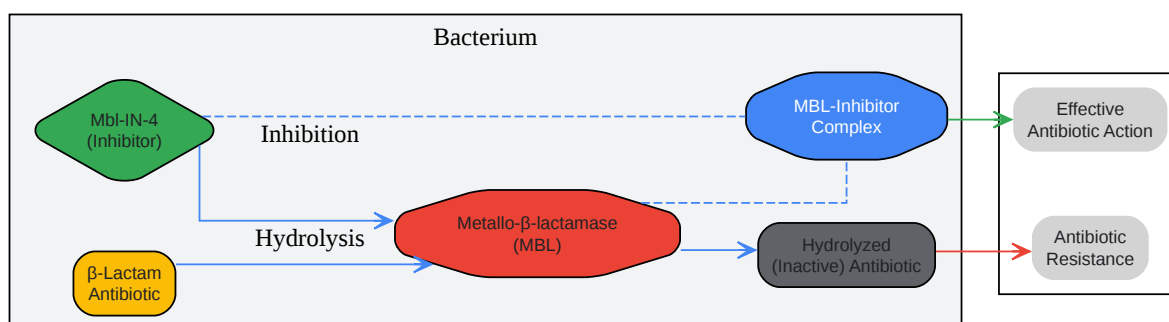 Bacterium
Mbl-IN-4
(Inhibitor)
Inhibition
MBL-Inhibitor
Complex
Effective
Antibiotic Action
Hydrolysis
Metallo-β-lactamase
(MBL)
β-Lactam
Antibiotic
Hydrolyzed
(Inactive) Antibiotic
Antibiotic
Resistance